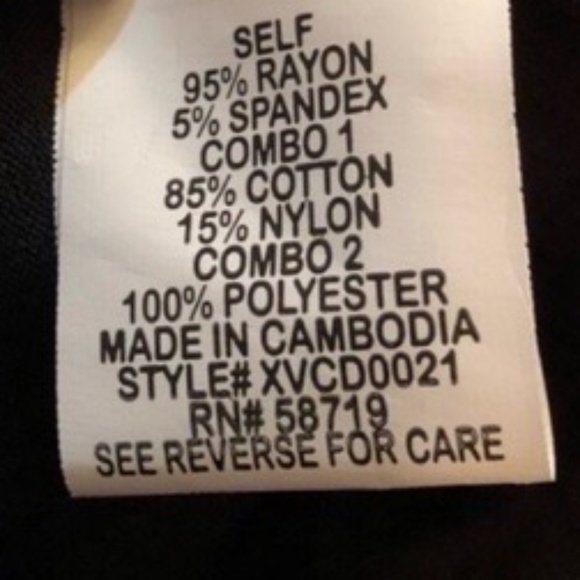 SELF
95% RAYON
5% SPANDEX
COMBO 1
85% COTTON
15% NYLON
COMBO 2
100% POLYESTER
MADE IN CAMBODIA
STYLE# XVCD0021
RN# 58719
SEE REVERSE FOR CARE